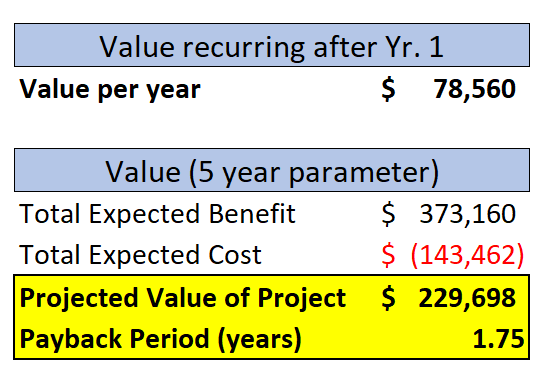 Value recurring after Yr. 1
Value per year $ 78,560
Value (5 year parameter)
Total Expected Benefit $ 373,160
Total Expected Cost $ (143,462)
Projected Value of Project $ 229,698
Payback Period (years) 1.75